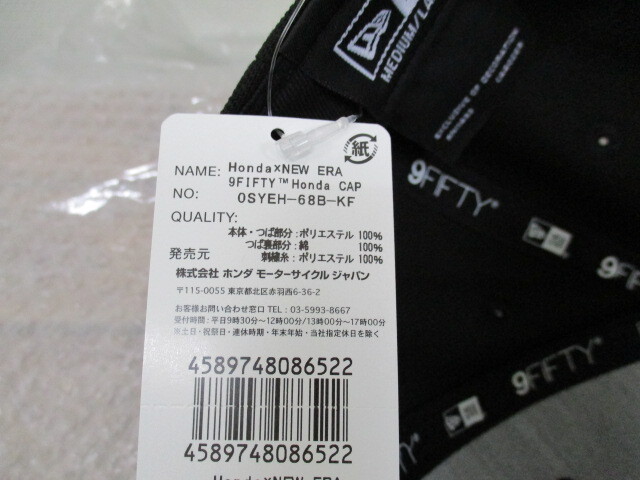 紙
NAME: Honda×NEW ERA
9FIFTY™Honda CAP
NO: 0SYEH-68B-KF
QUALITY:
本体・つば部分：ポリエステル 100%
つば裏部分：綿 100%
刺繍糸：ポリエステル 100%
発売元
株式会社 ホンダ モーターサイクル ジャパン
〒115-0055 東京都北区赤羽西6-36-2
お客様お問い合わせ窓口 TEL：03-5993-8667
受付時間：平日9時30分～12時00分/13時00分～17時00分
※土日・祝祭日・連休時期・年末年始・当社指定休日を除く
4589748086522
4589748086522
Honda×NEW ERA
MEDIUM/LA
EXCLUSIVE OF DECORATION
9FIFTY
9FIFTY
9FIFTY